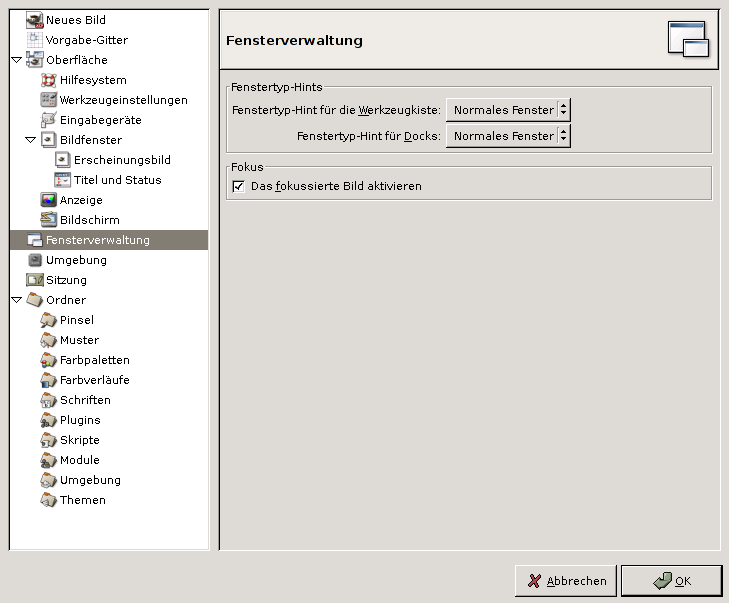 Neues Bild
Vorgabe-Gitter
Oberfläche
Hilfesystem
Werkzeugeinstellungen
Eingabegeräte
Bildfenster
Erscheinungsbild
Titel und Status
Anzeige
Bildschirm
Fensterverwaltung
Umgebung
Sitzung
Ordner
Pinsel
Muster
Farbpaletten
Farbverläufe
Schriften
Plugins
Skripte
Module
Umgebung
Themen
Fensterverwaltung
Fenstertyp-Hints
Fenstertyp-Hint für die Werkzeugkiste: Normales Fenster
Fenstertyp-Hint für Docks: Normales Fenster
Fokus
Das fokussierte Bild aktivieren
Abbrechen OK